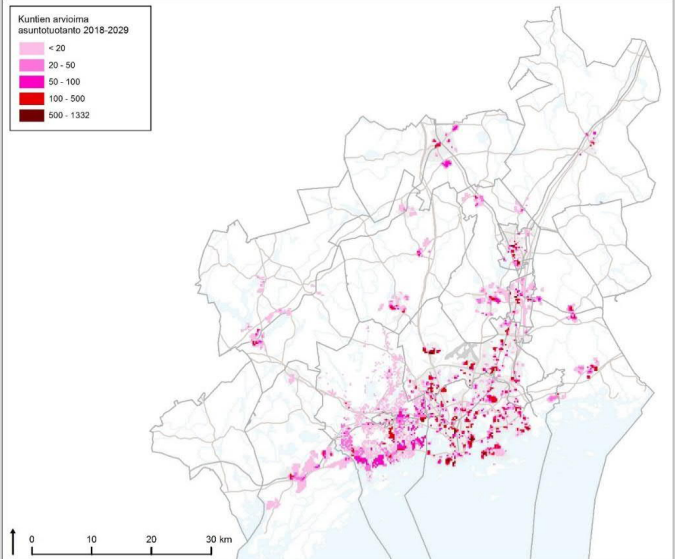 Kuntien arvioima
asuntotuotanto 2018-2029
< 20
20 - 50
50 - 100
100 - 500
500 - 1332
0 10 20 30 km